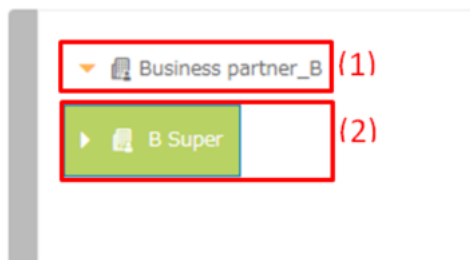 Business partner_B (1)
B Super (2)